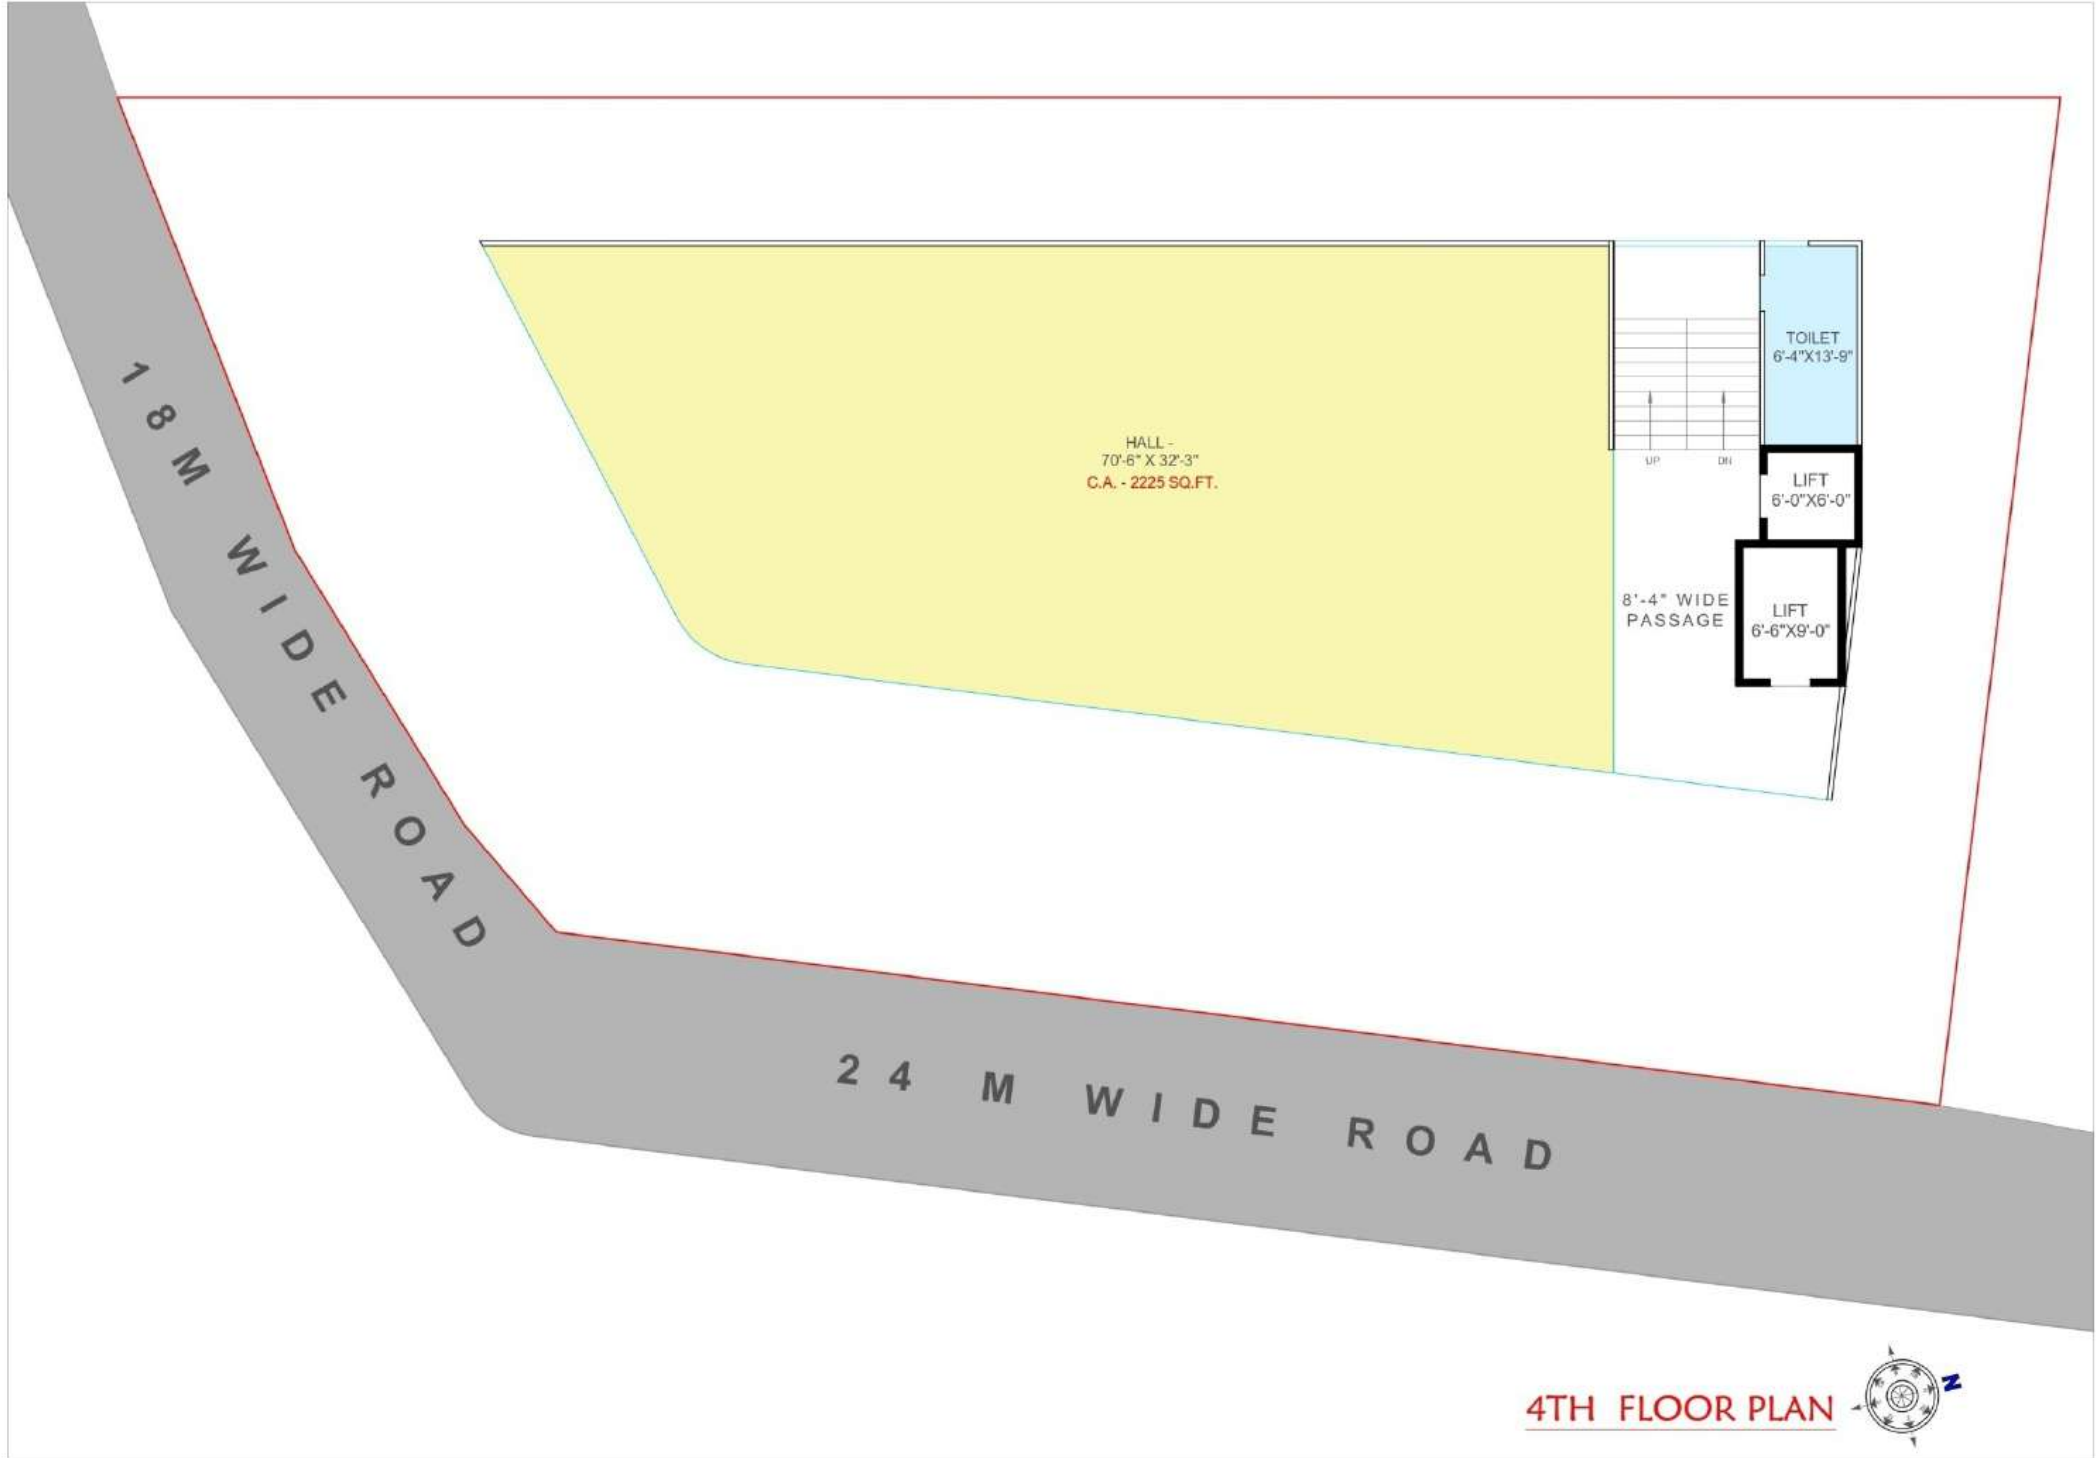 TOILET
6'-4"X13'-9"
HALL -
70'-6" X 32'-3"
C.A. - 2225 SQ.FT.
UP
DN
LIFT
6'-0"X6'-0"
8'-4" WIDE
PASSAGE
LIFT
6'-6"X9'-0"
18M WIDE ROAD
24 M WIDE ROAD
4TH FLOOR PLAN
N